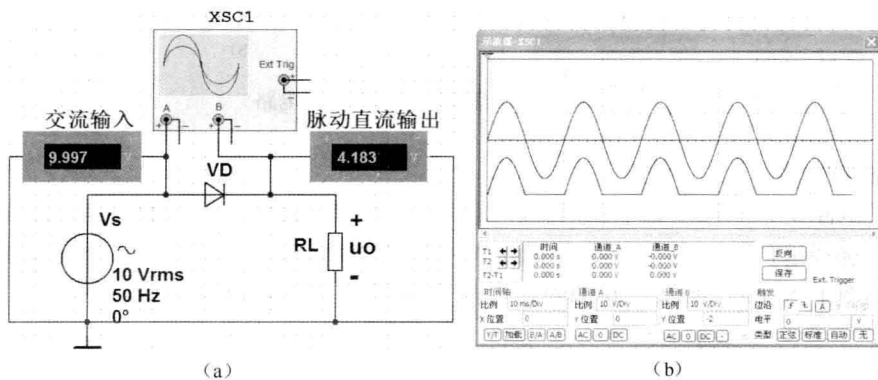 XSC1
Ext Trig
A
B
交流输入
脉动直流输出
9.997
4.183
VD
Vs
10 Vrms
50 Hz
0°
RL
+
uo
-
(a)
示波器-XSC1
时间 通道_A 通道_B
T1 0.000 s 0.000 V -0.000 V
T2 0.000 s 0.000 V -0.000 V
T2-T1 0.000 s 0.000 V -0.000 V
反向
保存
Ext. Trigger
时间轴 通道 A 通道 B 触发
比例 10 ms/Div 比例 10 V/Div 比例 10 V/Div 边沿 A
X 位置 0 Y 位置 0 Y 位置 -2 电平 0 V
Y/T 加载 B/A A/B AC 0 DC AC 0 DC - 类型 正弦 标准 自动 无
(b)